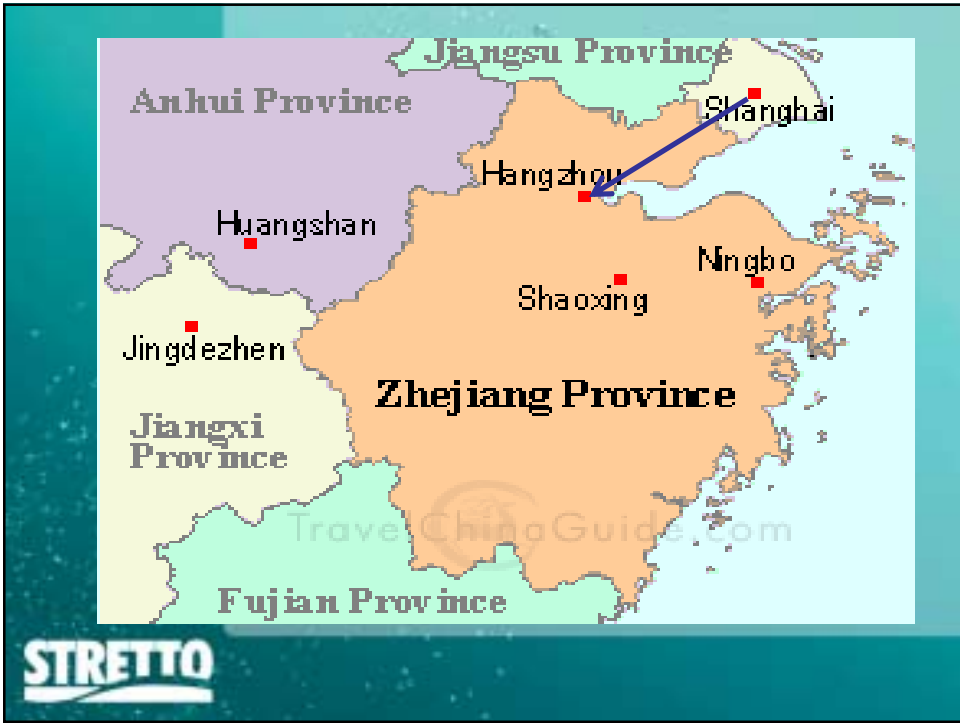 Jiangsu Province
Anhui Province
Shanghai
Hangzhou
Huangshan
Ningbo
Shaoxing
Jingdezhen
Zhejiang Province
Jiangxi
Province
TravelChinaGuide.com
Fujian Province
STRETTO